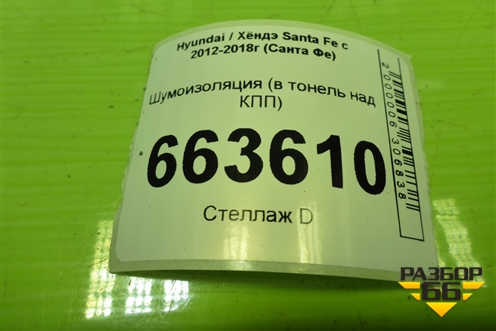 Hyundai / Хёндэ Santa Fe с
2012-2018г (Санта Фе)
Шумоизоляция (в тонель над
КПП)
663610
Стеллаж D
2000006306838
РАЗБОР
66